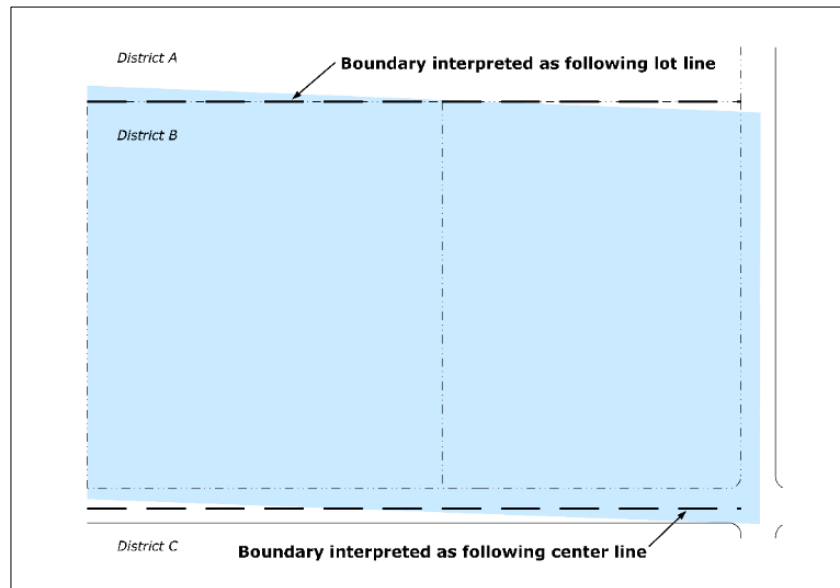 District A
Boundary interpreted as following lot line
District B
District C
Boundary interpreted as following center line